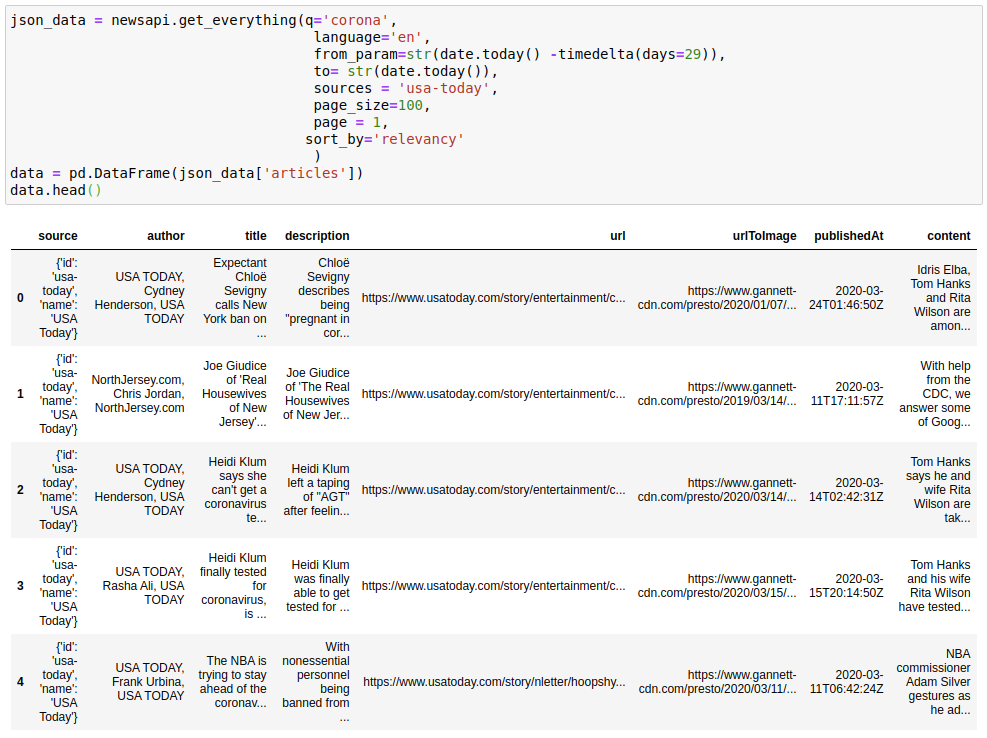 json_data = newsapi.get_everything(q='corona',
language='en',
from_param=str(date.today() -timedelta(days=29)),
to= str(date.today()),
sources = 'usa-today',
page_size=100,
page = 1,
sort_by='relevancy'
)
data = pd.DataFrame(json_data['articles'])
data.head()
source author title description url urlToImage publishedAt content
0
{'id':
'usa-
today',
'name':
'USA
Today'}
USA TODAY,
Cydney
Henderson, USA
TODAY
Expectant
Chloë
Sevigny
calls New
York ban on
...
Chloë
Sevigny
describes
being
"pregnant in
cor...
https://www.usatoday.com/story/entertainment/c...
https://www.gannett-
cdn.com/presto/2020/01/07/...
2020-03-
24T01:46:50Z
Idris Elba,
Tom Hanks
and Rita
Wilson are
amon...
1
{'id':
'usa-
today',
'name':
'USA
Today'}
NorthJersey.com,
Chris Jordan,
NorthJersey.com
Joe Giudice
of 'Real
Housewives
of New
Jersey'...
Joe Giudice
of 'The Real
Housewives
of New Jer...
https://www.usatoday.com/story/entertainment/c...
https://www.gannett-
cdn.com/presto/2019/03/14/...
2020-03-
11T17:11:57Z
With help
from the
CDC, we
answer some
of Goog...
2
{'id':
'usa-
today',
'name':
'USA
Today'}
USA TODAY,
Cydney
Henderson, USA
TODAY
Heidi Klum
says she
can't get a
coronavirus
te...
Heidi Klum
left a taping
of "AGT"
after feelin...
https://www.usatoday.com/story/entertainment/c...
https://www.gannett-
cdn.com/presto/2020/03/14/...
2020-03-
14T02:42:31Z
Tom Hanks
says he and
wife Rita
Wilson are
tak...
3
{'id':
'usa-
today',
'name':
'USA
Today'}
USA TODAY,
Rasha Ali, USA
TODAY
Heidi Klum
finally tested
for
coronavirus,
is ...
Heidi Klum
was finally
able to get
tested for ...
https://www.usatoday.com/story/entertainment/c...
https://www.gannett-
cdn.com/presto/2020/03/15/...
2020-03-
15T20:14:50Z
Tom Hanks
and his wife
Rita Wilson
have tested...
4
{'id':
'usa-
today',
'name':
'USA
Today'}
USA TODAY,
Frank Urbina,
USA TODAY
The NBA is
trying to stay
ahead of the
coronav...
With
nonessential
personnel
being
banned from
...
https://www.usatoday.com/story/nletter/hoopshy...
https://www.gannett-
cdn.com/presto/2020/03/11/...
2020-03-
11T06:42:24Z
NBA
commissioner
Adam Silver
gestures as
he ad...